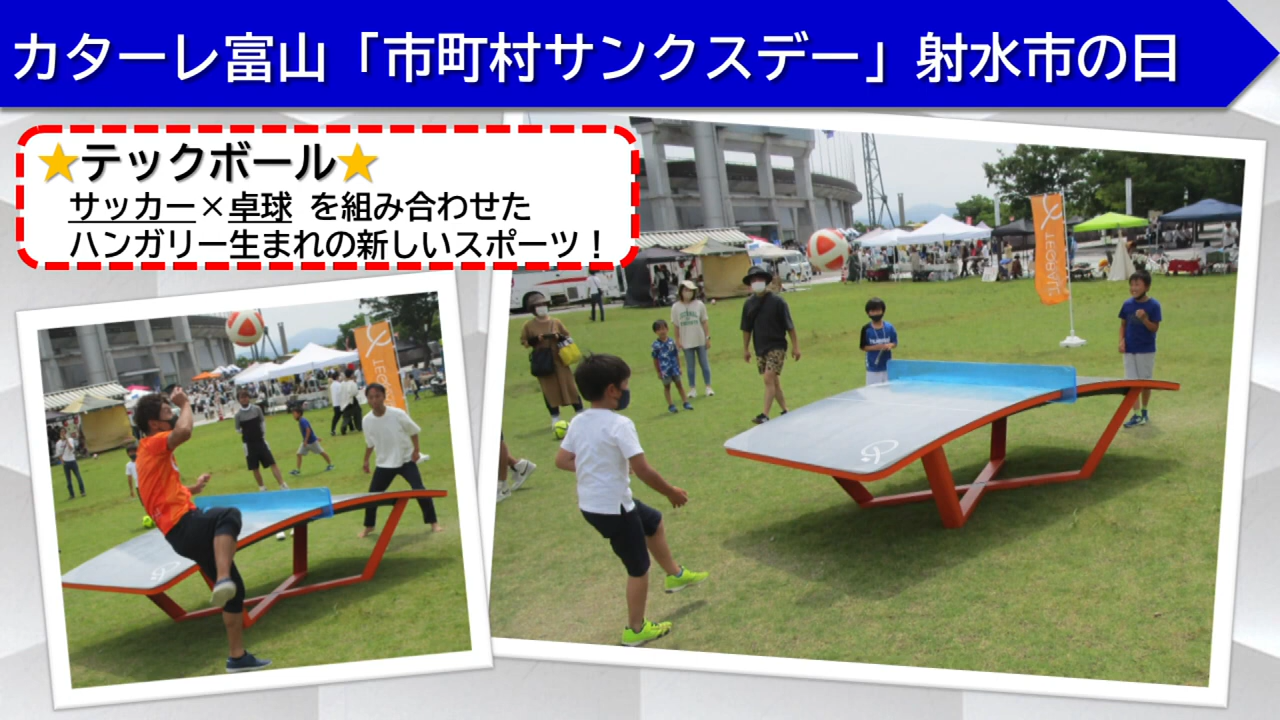 カターレ富山「市町村サンクスデー」射水市の日
★テックボール★
サッカー×卓球 を組み合わせた
ハンガリー生まれの新しいスポーツ！
TEQBALL
TEQBALL